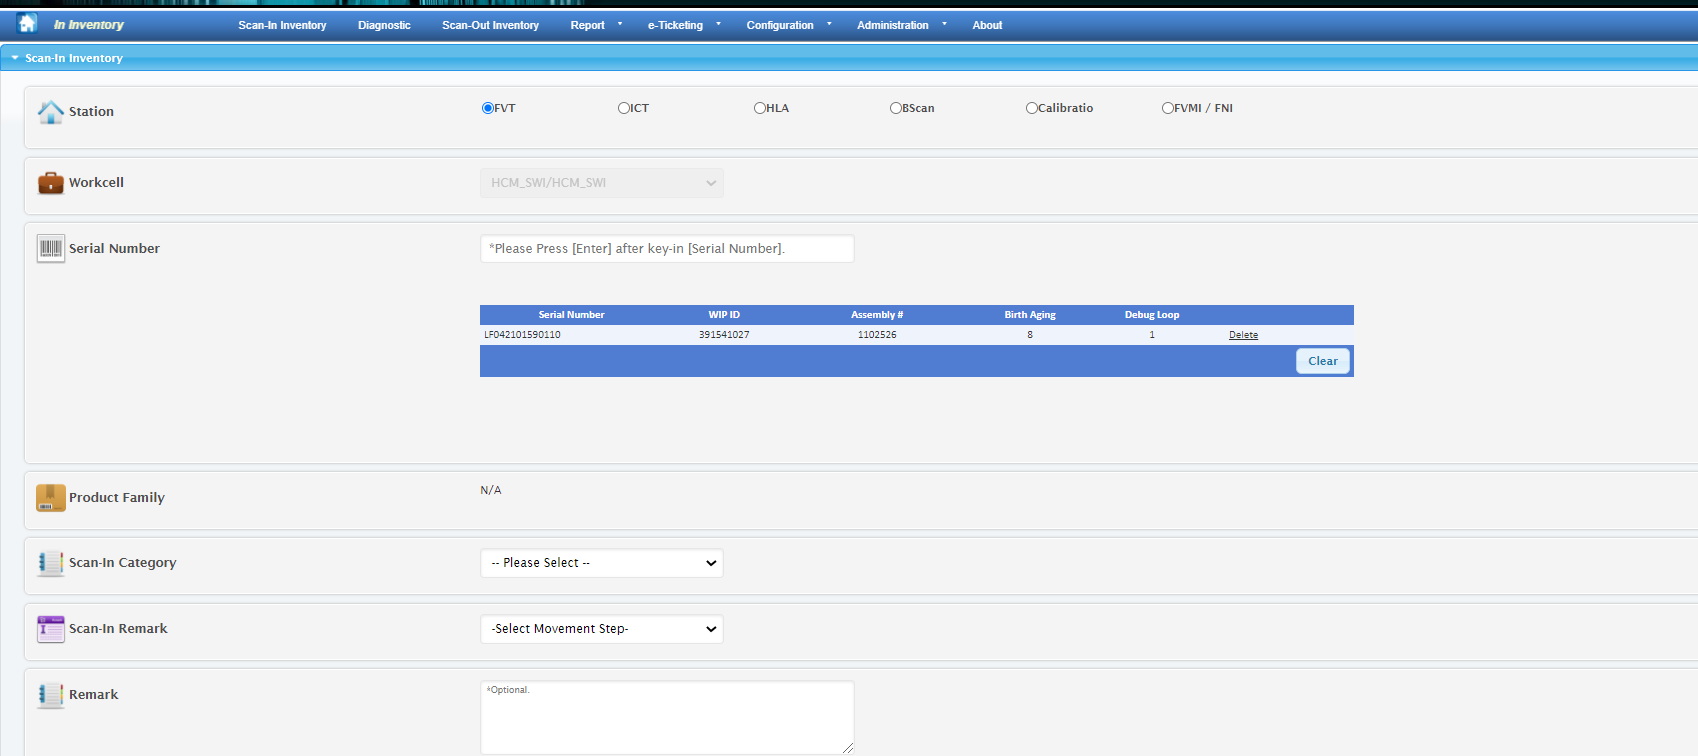 In Inventory Scan-In Inventory Diagnostic Scan-Out Inventory Report e-Ticketing Configuration Administration About
Scan-In Inventory
Station FVT ICT HLA BScan Calibratio FVMI / FNI
Workcell HCM_SWI/HCM_SWI
Serial Number *Please Press [Enter] after key-in [Serial Number].
Serial Number WIP ID Assembly # Birth Aging Debug Loop
LF042101590110 391541027 1102526 8 1 Delete
Clear
Product Family N/A
Scan-In Category -- Please Select --
Scan-In Remark -Select Movement Step-
Remark *Optional.